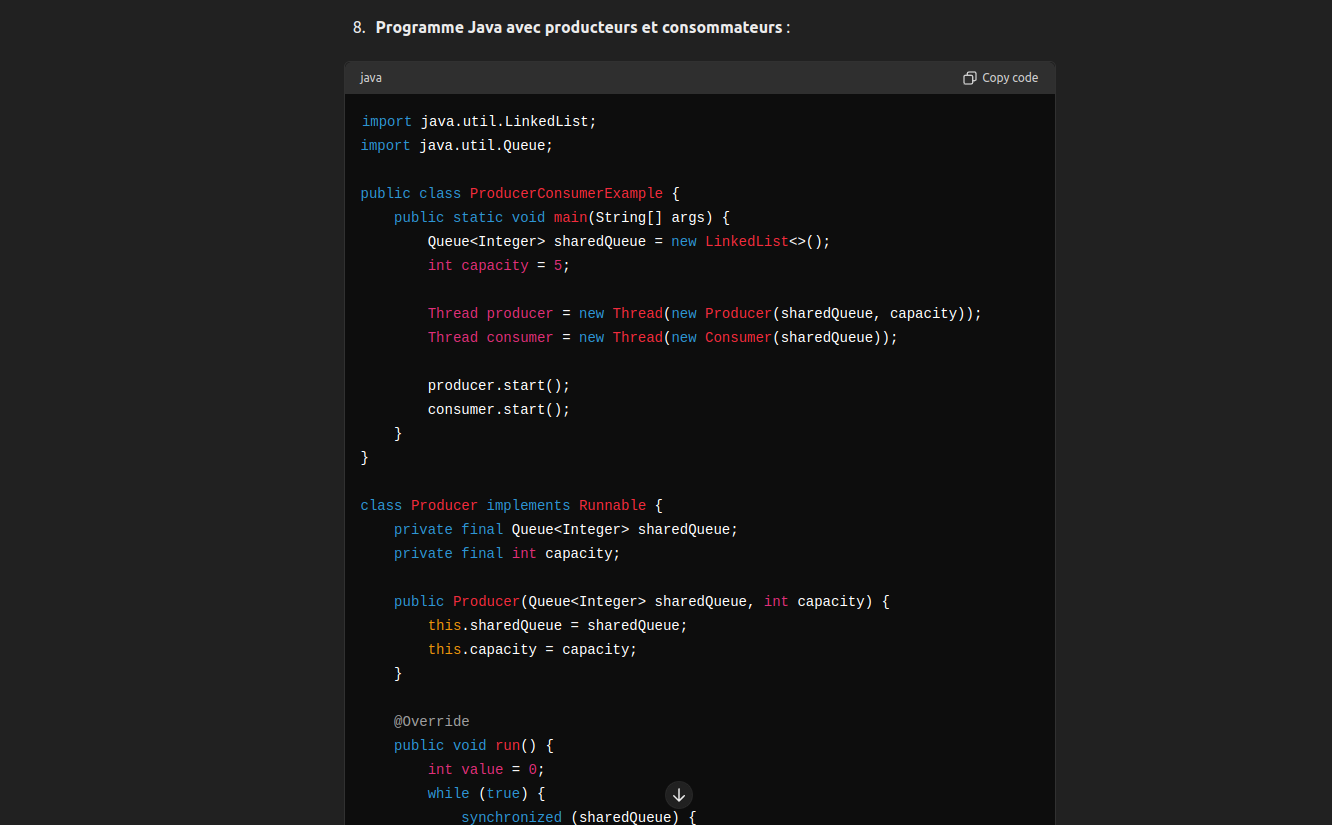 8. Programme Java avec producteurs et consommateurs :
java
Copy code
import java.util.LinkedList;
import java.util.Queue;
public class ProducerConsumerExample {
    public static void main(String[] args) {
        Queue<Integer> sharedQueue = new LinkedList<>();
        int capacity = 5;
        Thread producer = new Thread(new Producer(sharedQueue, capacity));
        Thread consumer = new Thread(new Consumer(sharedQueue));
        producer.start();
        consumer.start();
    }
}
class Producer implements Runnable {
    private final Queue<Integer> sharedQueue;
    private final int capacity;
    public Producer(Queue<Integer> sharedQueue, int capacity) {
        this.sharedQueue = sharedQueue;
        this.capacity = capacity;
    }
    @Override
    public void run() {
        int value = 0;
        while (true) {
            synchronized (sharedQueue) {